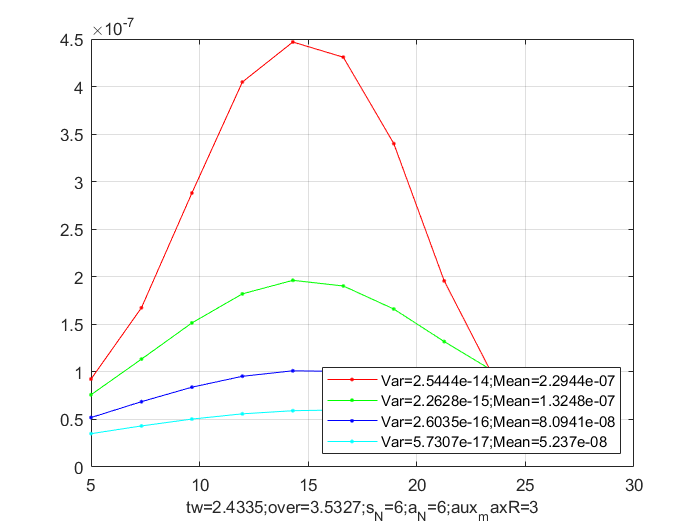 ×10-7
4.5
4
3.5
3
2.5
2
1.5
1
0.5
0
5 10 15 20 25 30
Var=2.5444e-14;Mean=2.2944e-07
Var=2.2628e-15;Mean=1.3248e-07
Var=2.6035e-16;Mean=8.0941e-08
Var=5.7307e-17;Mean=5.237e-08
tw=2.4335;over=3.5327;sN=6;aN=6;auxmaxR=3